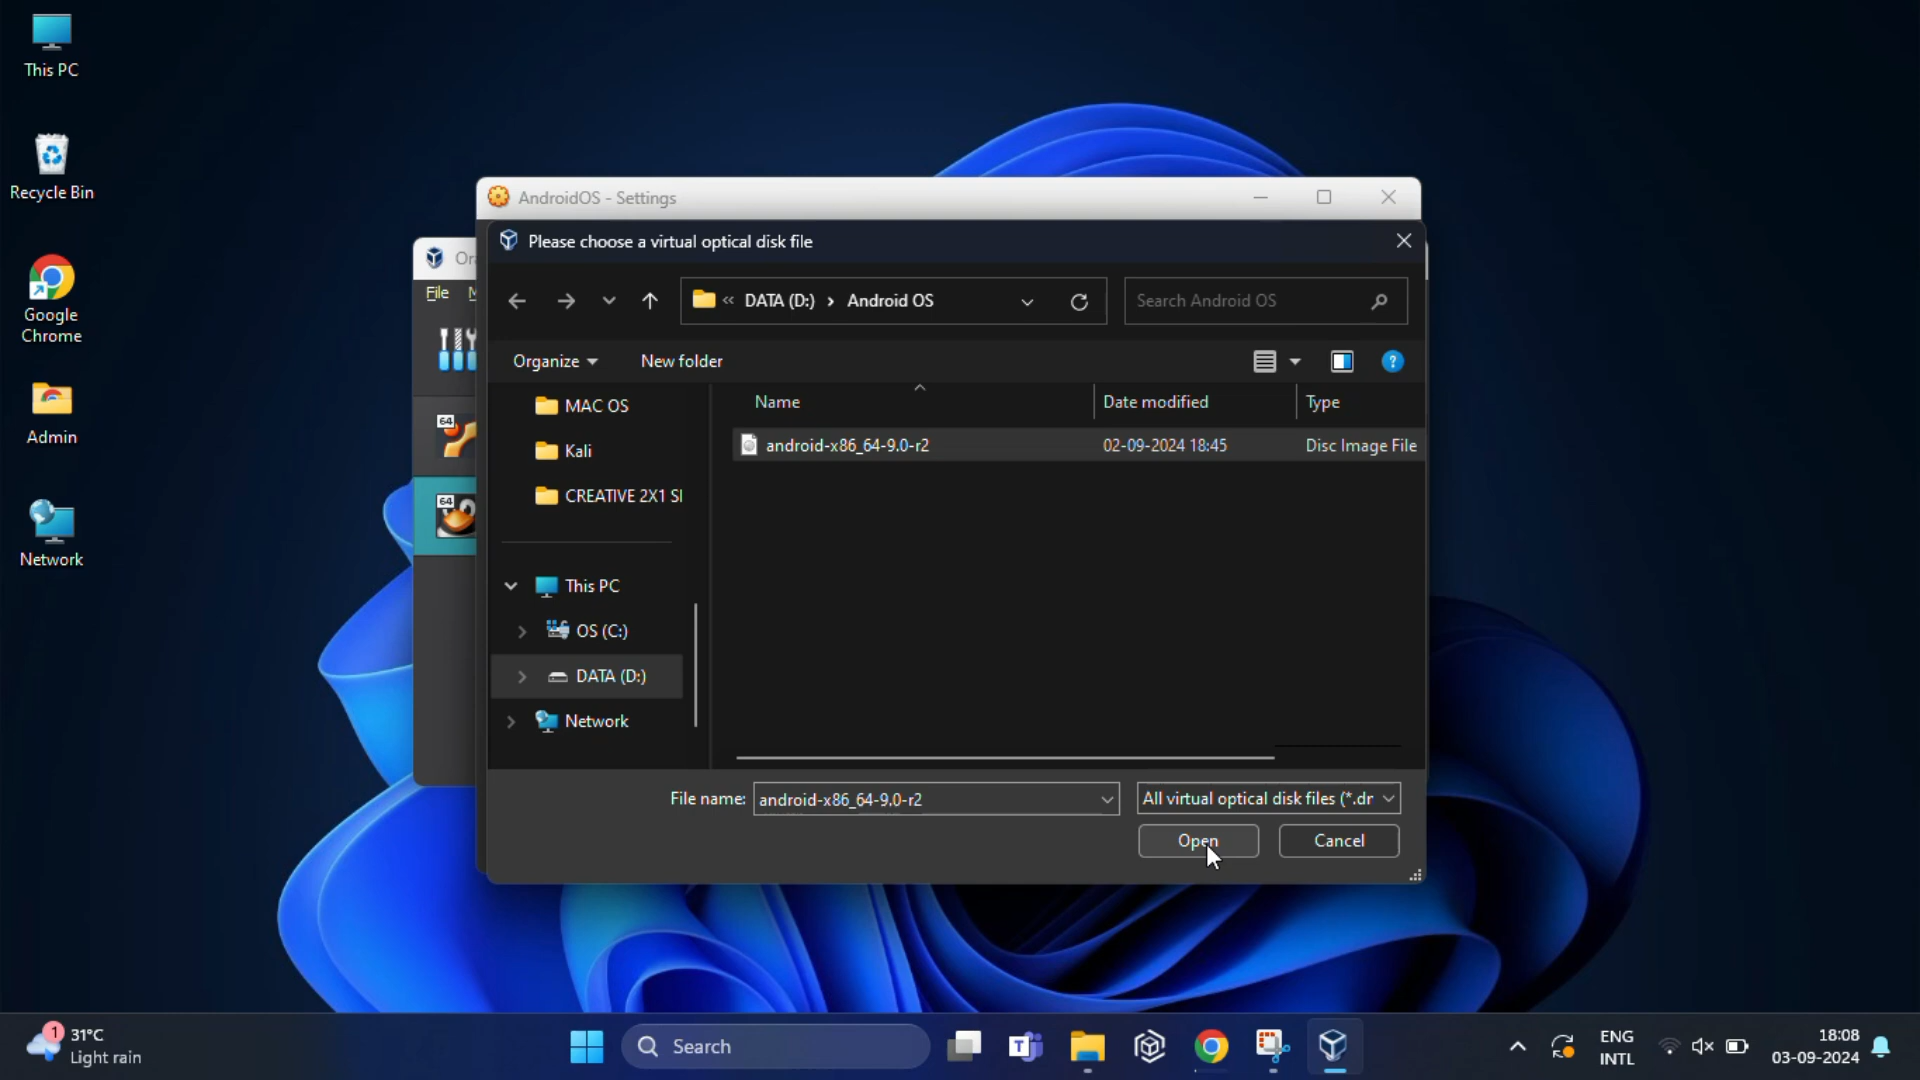 This PC
Recycle Bin
Google
Chrome
Admin
Network
AndroidOS - Settings
Please choose a virtual optical disk file
File
« DATA (D:) › Android OS
Search Android OS
Organize
New folder
?
MAC OS
Kali
CREATIVE 2X1
This PC
OS (C:)
DATA (D:)
Network
Name
Date modified
Type
android-x86_64-9.0-r2
02-09-2024 18:45
Disc Image File
64
64
File name:
android-x86_64-9.0-r2
All virtual optical disk files (*.dr
Open
Cancel
1
31°C
Light rain
Search
ENG
INTL
18:08
03-09-2024